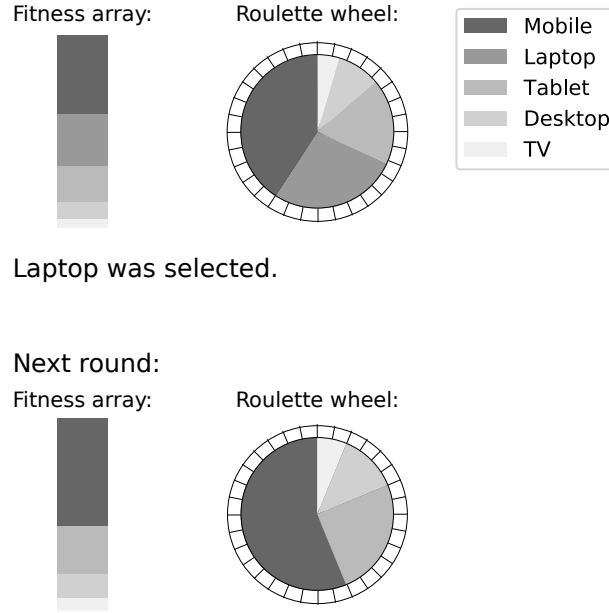 Fitness array:
Roulette wheel:
Mobile
Laptop
Tablet
Desktop
TV
Laptop was selected.
Next round:
Fitness array:
Roulette wheel: